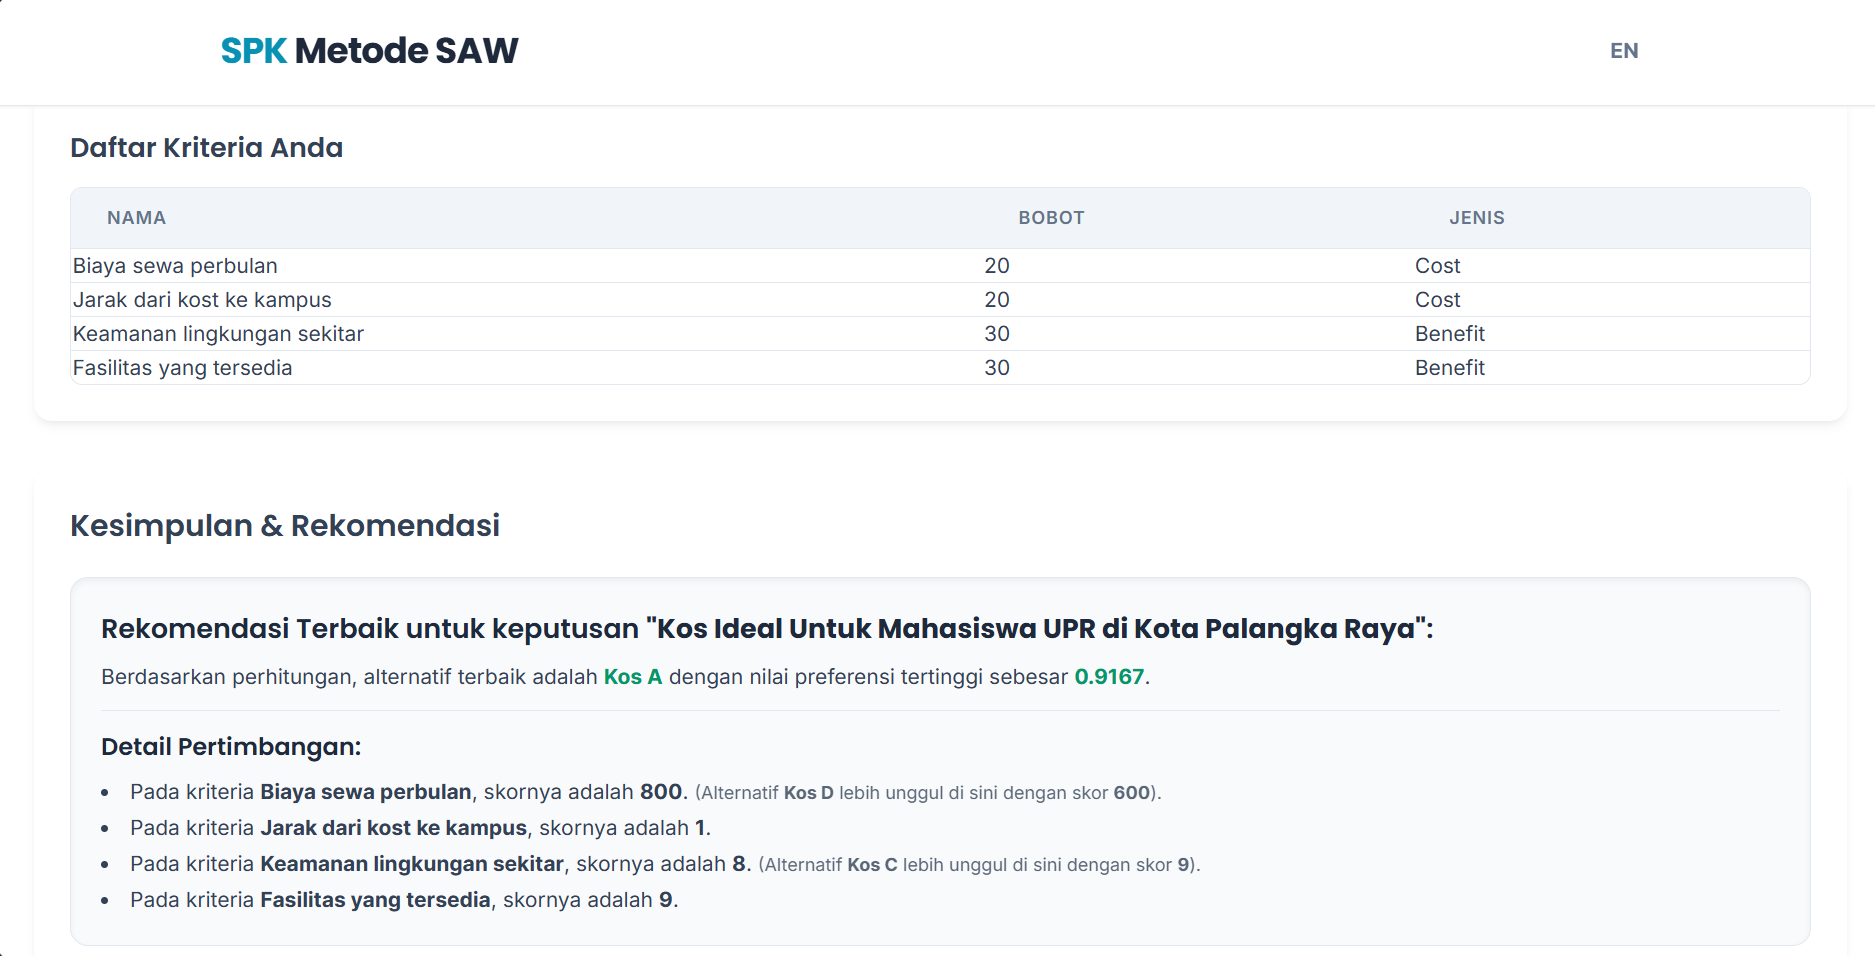 SPK Metode SAW
EN
Daftar Kriteria Anda
NAMA BOBOT JENIS
Biaya sewa perbulan 20 Cost
Jarak dari kost ke kampus 20 Cost
Keamanan lingkungan sekitar 30 Benefit
Fasilitas yang tersedia 30 Benefit
Kesimpulan & Rekomendasi
Rekomendasi Terbaik untuk keputusan "Kos Ideal Untuk Mahasiswa UPR di Kota Palangka Raya":
Berdasarkan perhitungan, alternatif terbaik adalah Kos A dengan nilai preferensi tertinggi sebesar 0.9167.
Detail Pertimbangan:
• Pada kriteria Biaya sewa perbulan, skornya adalah 800. (Alternatif Kos D lebih unggul di sini dengan skor 600).
• Pada kriteria Jarak dari kost ke kampus, skornya adalah 1.
• Pada kriteria Keamanan lingkungan sekitar, skornya adalah 8. (Alternatif Kos C lebih unggul di sini dengan skor 9).
• Pada kriteria Fasilitas yang tersedia, skornya adalah 9.